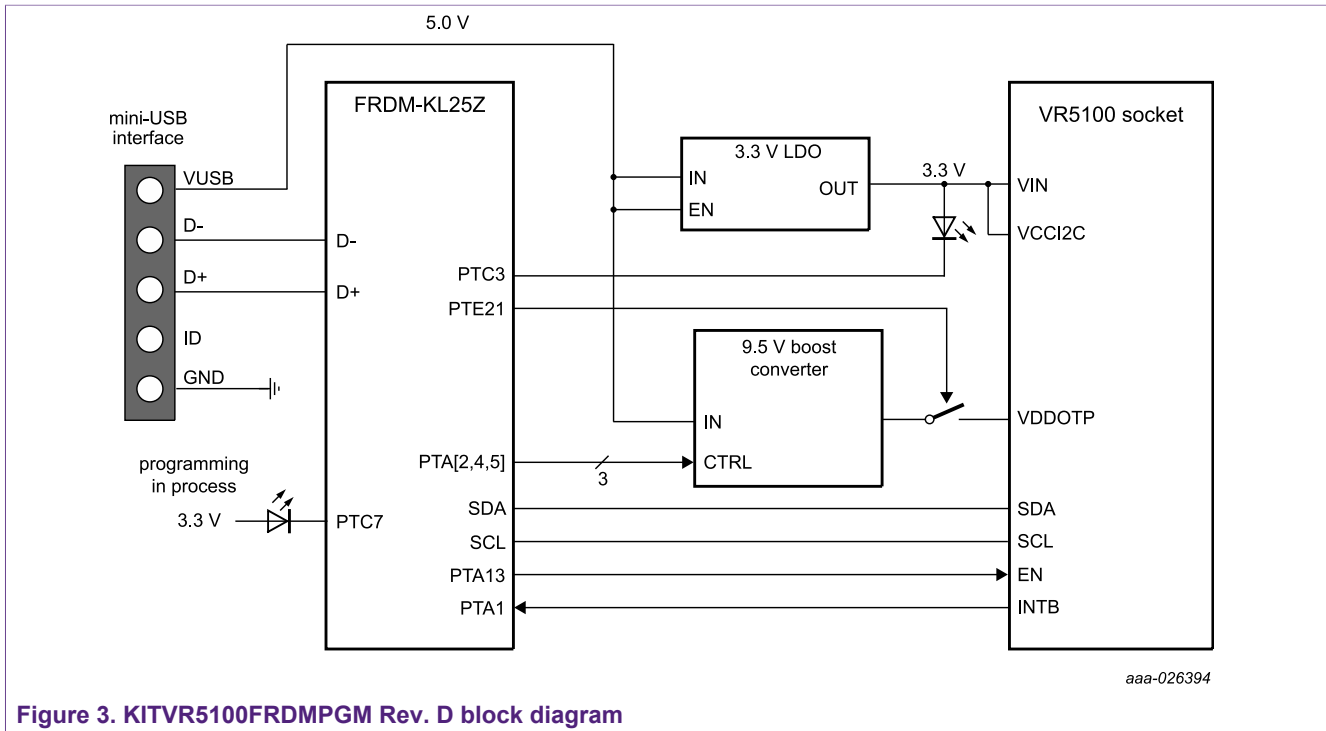 5.0 V
mini-USB
interface
VUSB
D-
D+
ID
GND
programming
in process
3.3 V
FRDM-KL25Z
D-
D+
PTC7
PTC3
PTE21
PTA[2,4,5]
SDA
SCL
PTA13
PTA1
3
3.3 V LDO
IN
EN
OUT
3.3 V
9.5 V boost
converter
IN
CTRL
VR5100 socket
VIN
VCCI2C
VDDOTP
SDA
SCL
EN
INTB
aaa-026394
Figure 3. KITVR5100FRDMPGM Rev. D block diagram